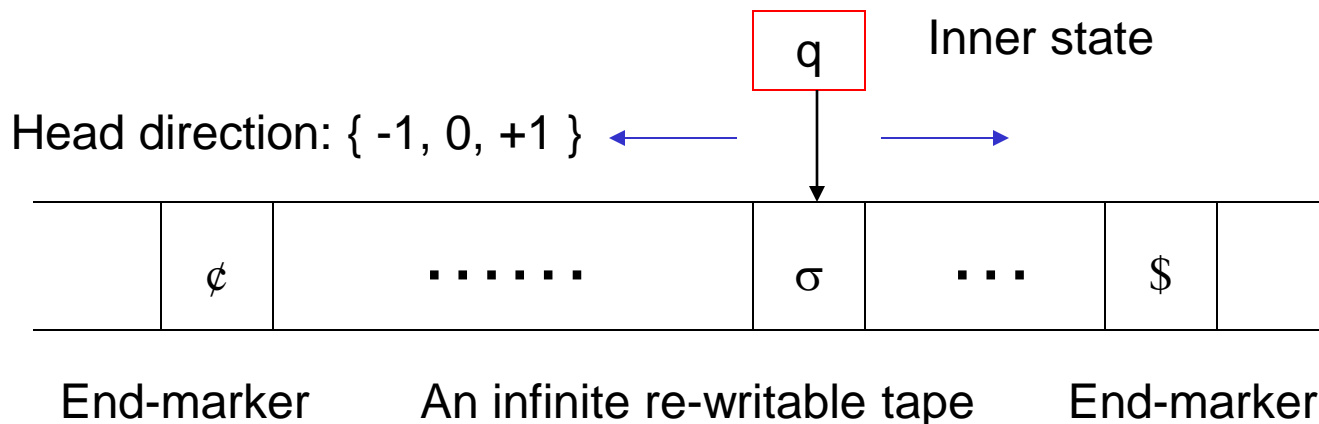 q Inner state
Head direction: { -1, 0, +1 }
¢ ...... σ ... $
End-marker An infinite re-writable tape End-marker